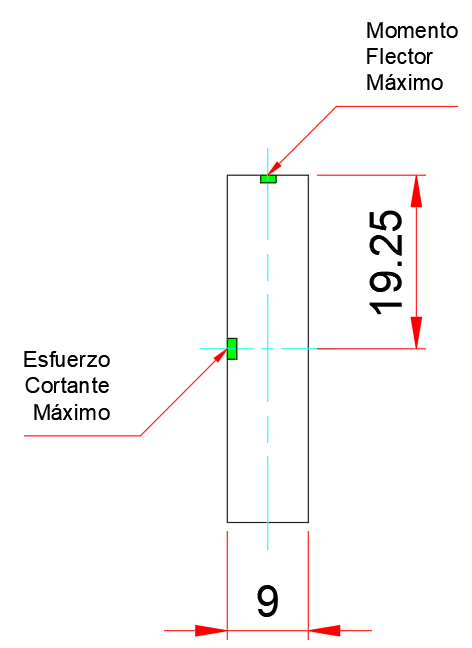 Momento
Flector
Máximo
19.25
Esfuerzo
Cortante
Máximo
9